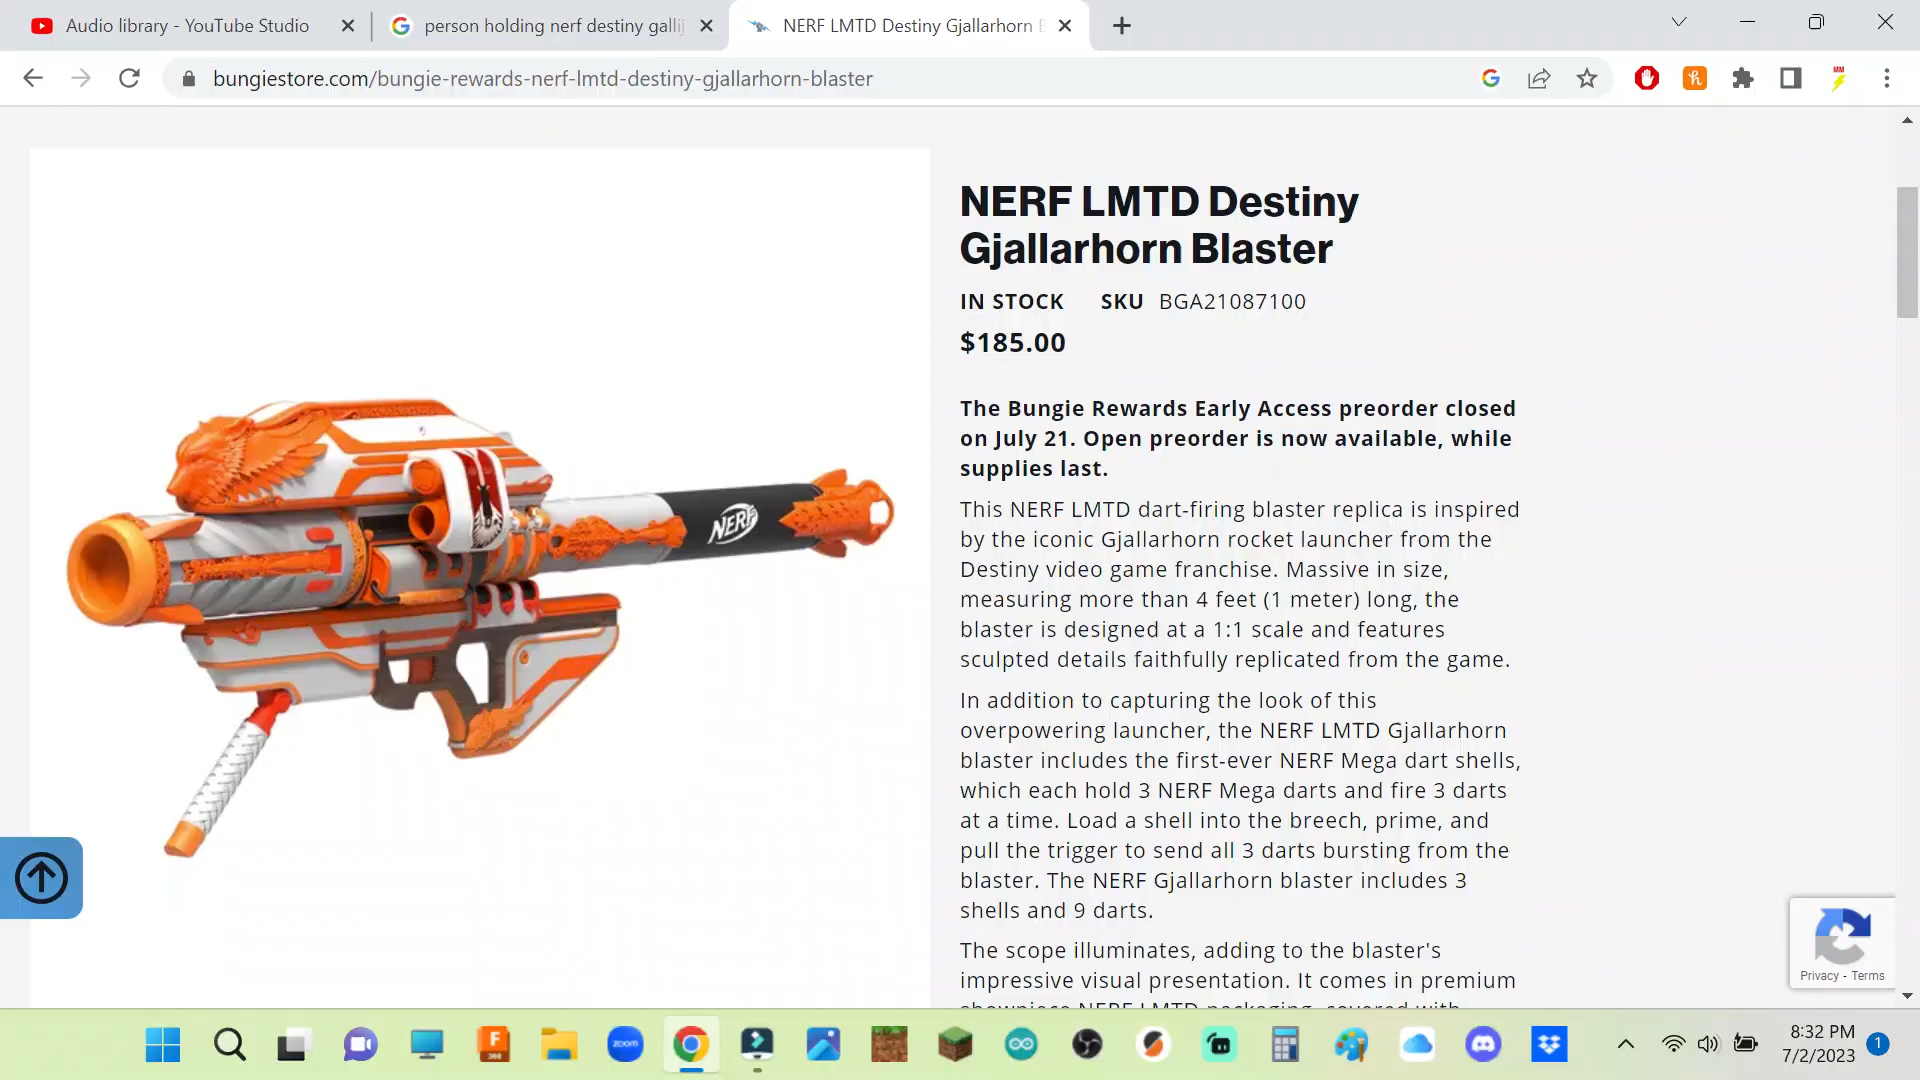 Audio library - YouTube Studio
person holding nerf destiny gallij
NERF LMTD Destiny Gjallarhorn B
bungiestore.com/bungie-rewards-nerf-lmtd-destiny-gjallarhorn-blaster
NERF
NERF LMTD Destiny
Gjallarhorn Blaster
IN STOCK SKU BGA21087100
$185.00
The Bungie Rewards Early Access preorder closed
on July 21. Open preorder is now available, while
supplies last.
This NERF LMTD dart-firing blaster replica is inspired
by the iconic Gjallarhorn rocket launcher from the
Destiny video game franchise. Massive in size,
measuring more than 4 feet (1 meter) long, the
blaster is designed at a 1:1 scale and features
sculpted details faithfully replicated from the game.
In addition to capturing the look of this
overpowering launcher, the NERF LMTD Gjallarhorn
blaster includes the first-ever NERF Mega dart shells,
which each hold 3 NERF Mega darts and fire 3 darts
at a time. Load a shell into the breech, prime, and
pull the trigger to send all 3 darts bursting from the
blaster. The NERF Gjallarhorn blaster includes 3
shells and 9 darts.
The scope illuminates, adding to the blaster's
impressive visual presentation. It comes in premium
showpiece NERF LMTD packaging, covered with
Privacy - Terms
F
360
zoom
8:32 PM
7/2/2023
1